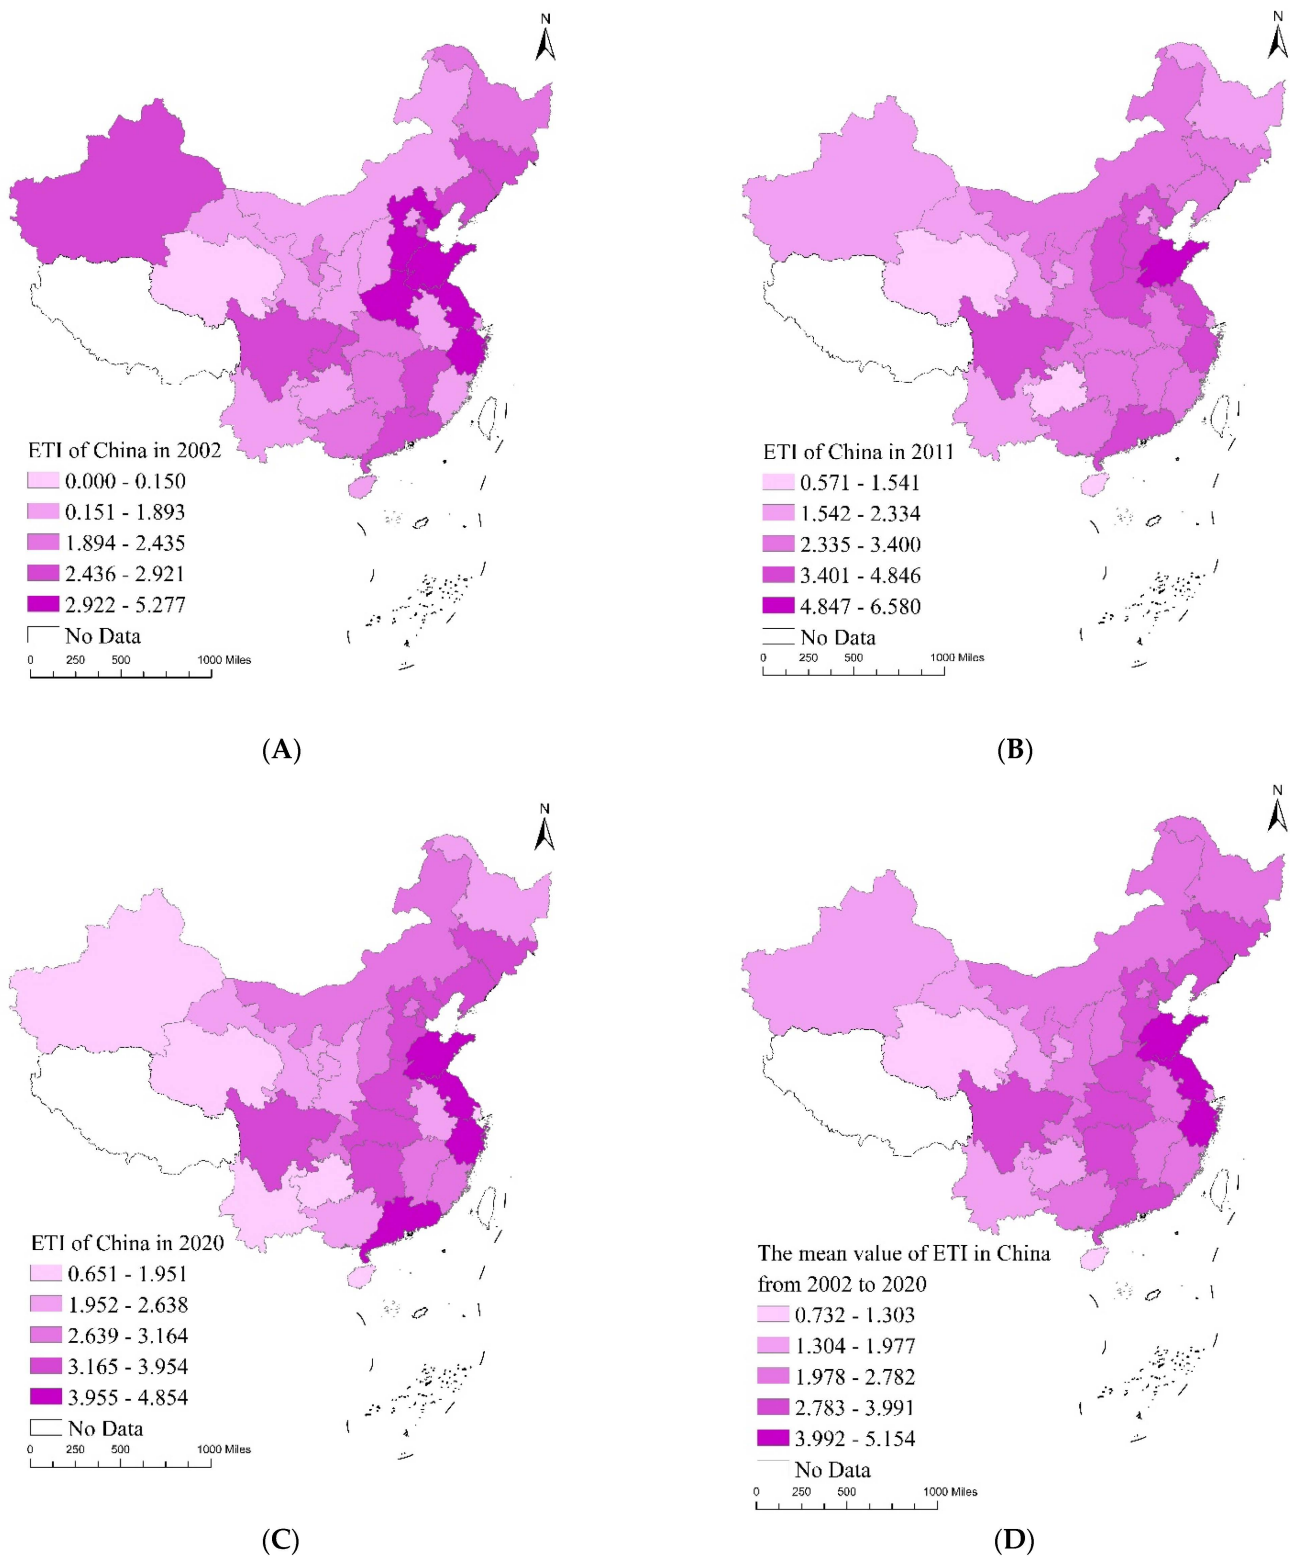 N
ETI of China in 2002
0.000 - 0.150
0.151 - 1.893
1.894 - 2.435
2.436 - 2.921
2.922 - 5.277
No Data
0 250 500 1000 Miles
(A)
N
ETI of China in 2011
0.571 - 1.541
1.542 - 2.334
2.335 - 3.400
3.401 - 4.846
4.847 - 6.580
No Data
0 250 500 1000 Miles
(B)
N
ETI of China in 2020
0.651 - 1.951
1.952 - 2.638
2.639 - 3.164
3.165 - 3.954
3.955 - 4.854
No Data
0 250 500 1000 Miles
(C)
N
The mean value of ETI in China
from 2002 to 2020
0.732 - 1.303
1.304 - 1.977
1.978 - 2.782
2.783 - 3.991
3.992 - 5.154
No Data
0 250 500 1000 Miles
(D)